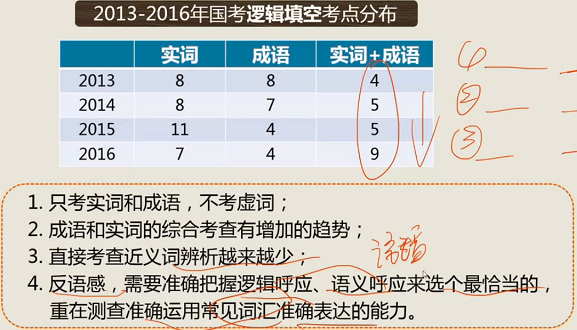 2013-2016年国考逻辑填空考点分布
实词 成语 实词+成语
2013 8 8 4
2014 8 7 5
2015 11 4 5
2016 7 4 9
①
②
③
1. 只考实词和成语，不考虚词；
2. 成语和实词的综合考查有增加的趋势；
3. 直接考查近义词辨析越来越少；
4. 反语感，需要准确把握逻辑呼应、语义呼应来选个最恰当的，
重在测查准确运用常见词汇准确表达的能力。